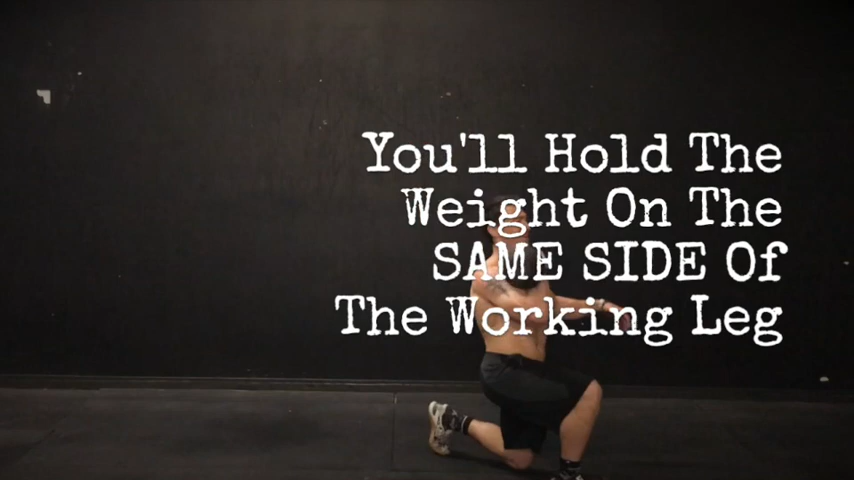 You'll Hold The
Weight On The
SAME SIDE Of
The Working Leg